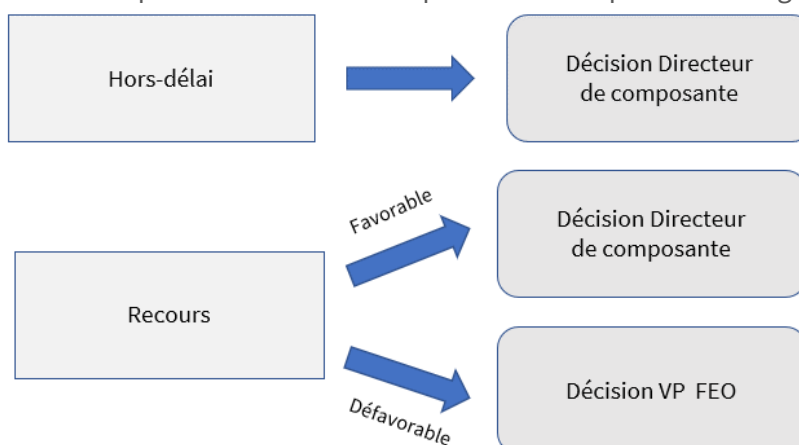 Hors-délai
Décision Directeur
de composante
Favorable
Décision Directeur
de composante
Recours
Défavorable
Décision VP FEO